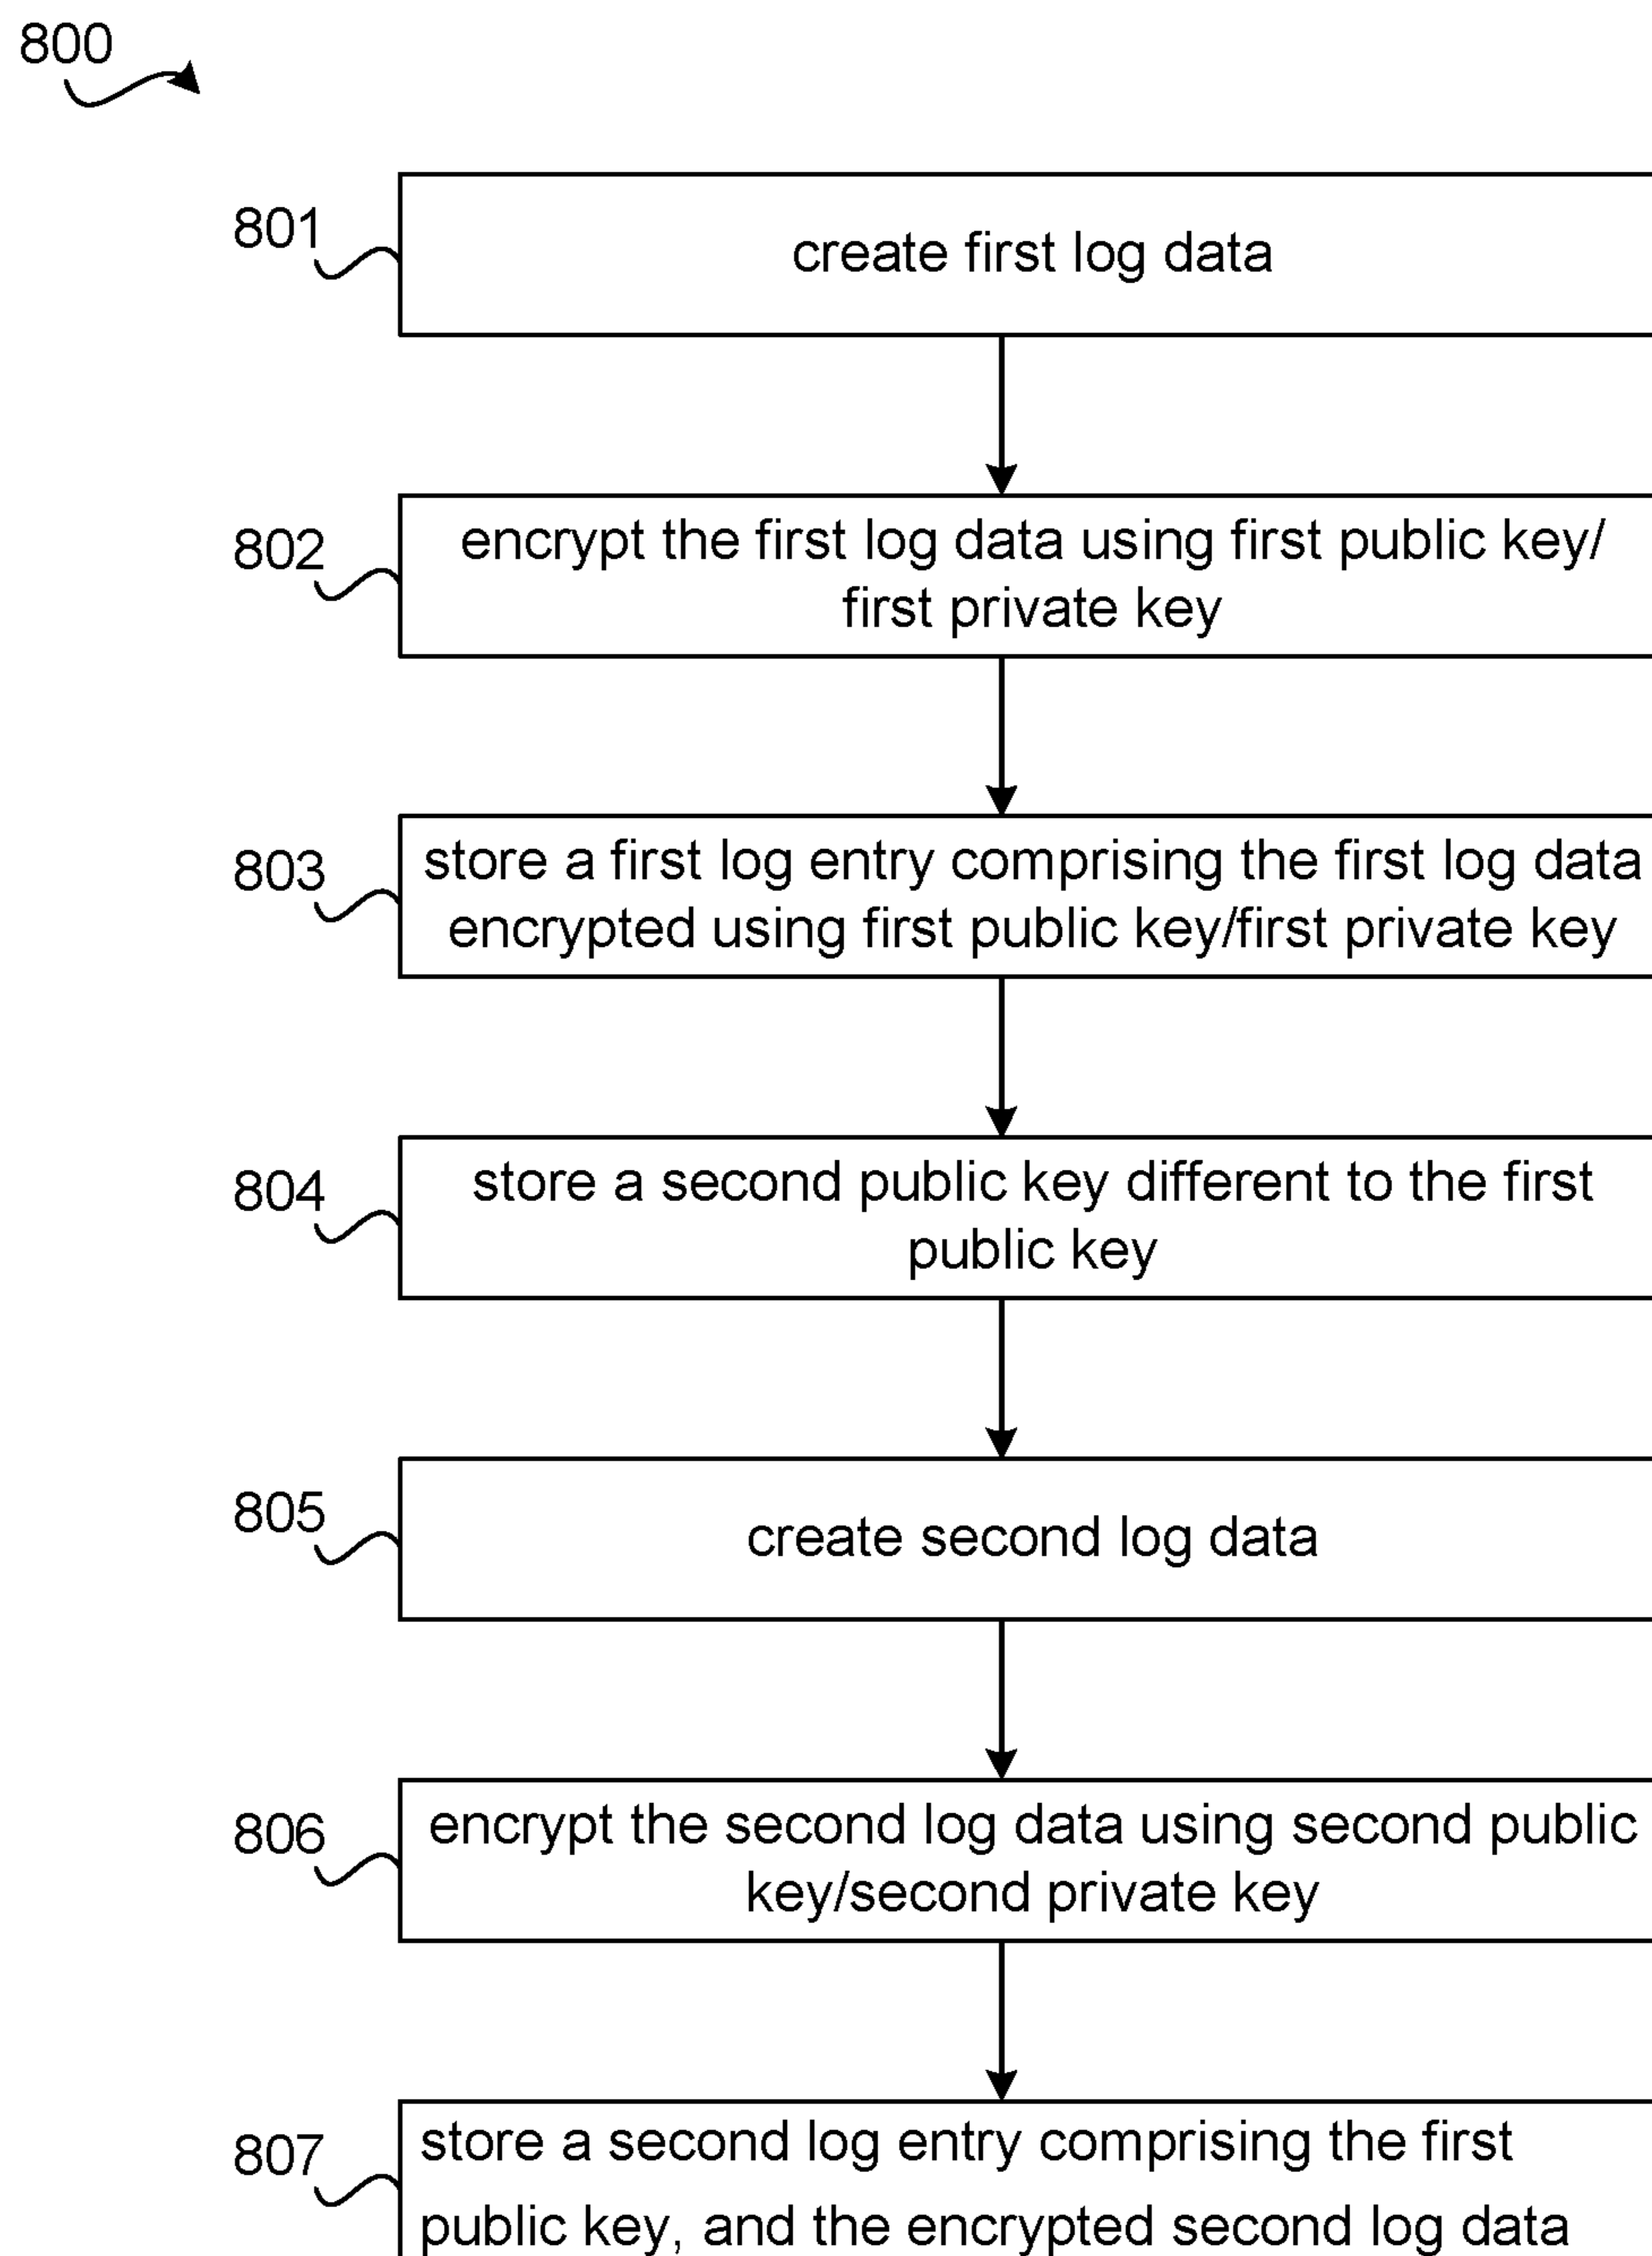 800
801
create first log data
802
encrypt the first log data using first public key/
first private key
803
store a first log entry comprising the first log data
encrypted using first public key/first private key
804
store a second public key different to the first
public key
805
create second log data
806
encrypt the second log data using second public
key/second private key
807
store a second log entry comprising the first
public key, and the encrypted second log data